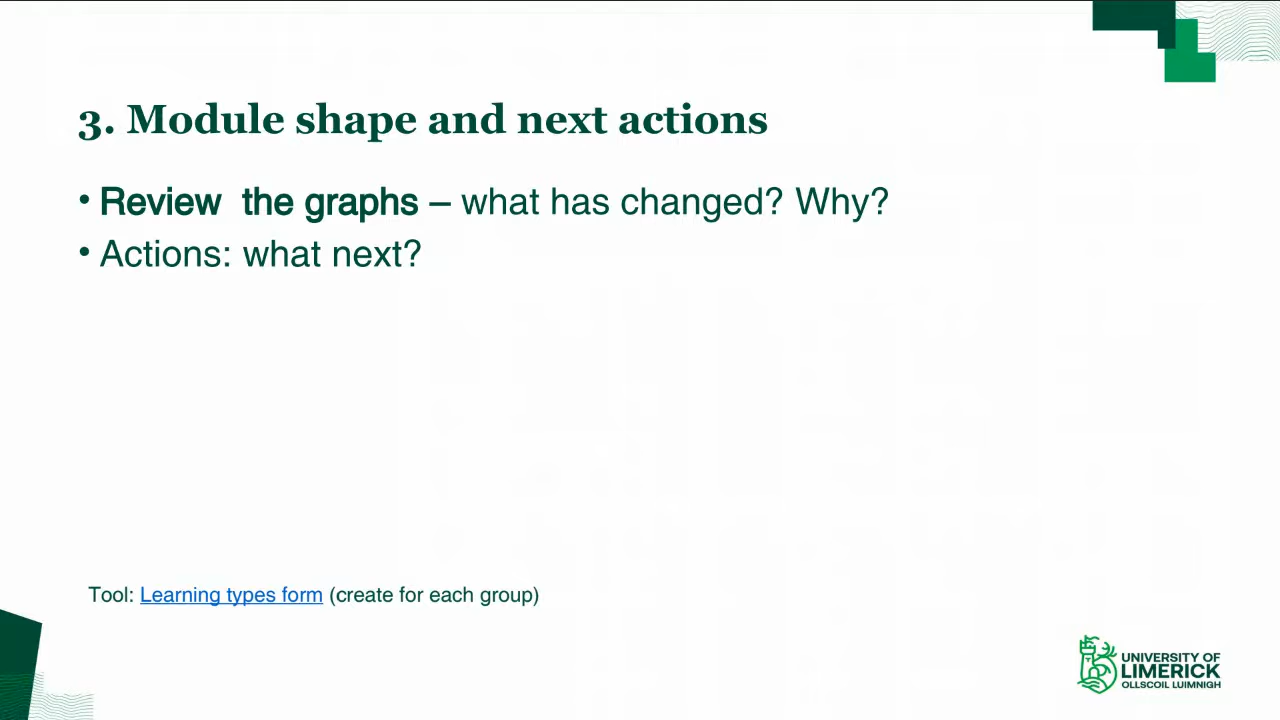 3. Module shape and next actions
• Review  the graphs – what has changed? Why?
• Actions: what next?
Tool: Learning types form (create for each group)
UNIVERSITY OF
LIMERICK
OLLSCOIL LUIMNIGH